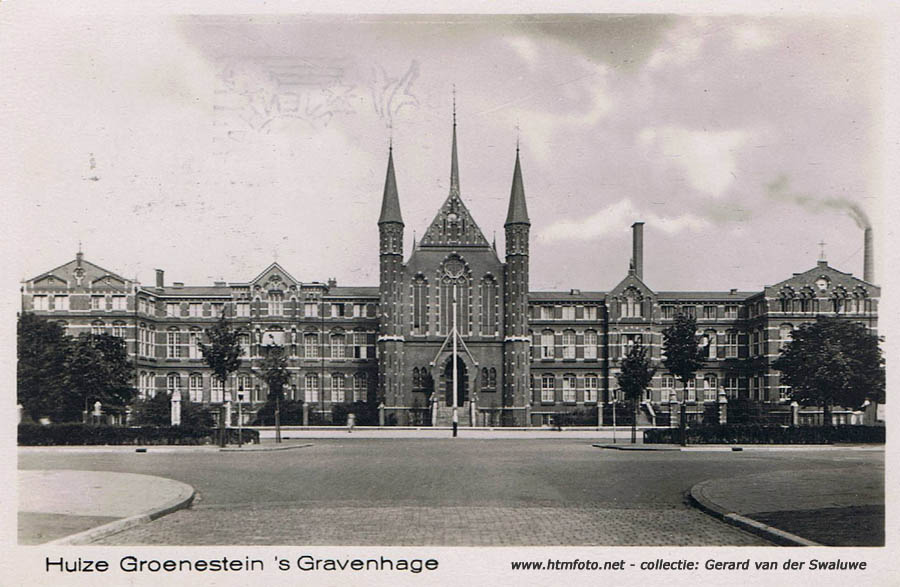 Huize Groenestein 's Gravenhage
www.htmfoto.net - collectie: Gerard van der Swaluwe